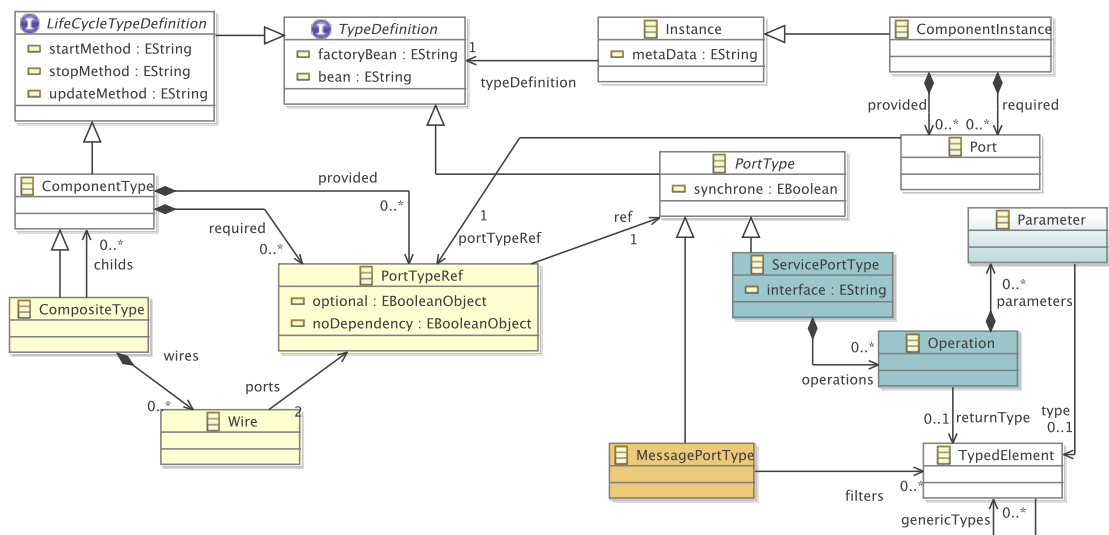 LifeCycleTypeDefinition
startMethod : EString
stopMethod : EString
updateMethod : EString
TypeDefinition
factoryBean : EString
bean : EString
1
typeDefinition
Instance
metaData : EString
ComponentInstance
provided
required
0..*
0..*
Port
ComponentType
provided
0..*
required
0..*
0..*
childs
1
portTypeRef
ref
1
PortType
synchrone : EBoolean
Parameter
CompositeType
PortTypeRef
optional : EBooleanObject
noDependency : EBooleanObject
ServicePortType
interface : EString
0..*
parameters
Operation
0..*
operations
wires
0..*
ports
2
Wire
0..1
returnType
type
0..1
MessagePortType
filters
0..*
TypedElement
genericTypes
0..*